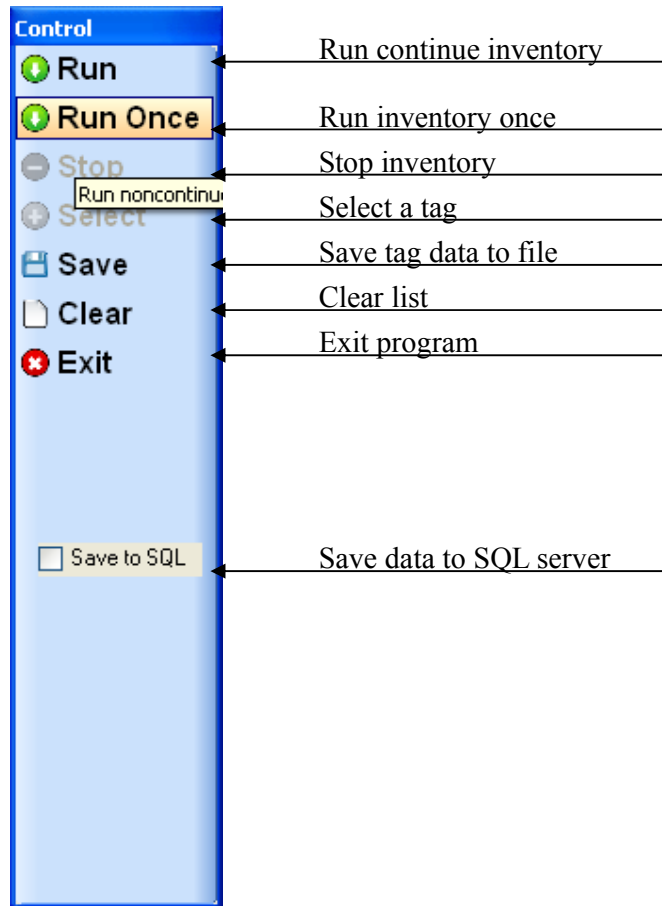 Control
Run
Run continue inventory
Run Once
Run inventory once
Stop
Stop inventory
Run noncontinu
Select
Select a tag
Save
Save tag data to file
Clear
Clear list
Exit
Exit program
Save to SQL
Save data to SQL server